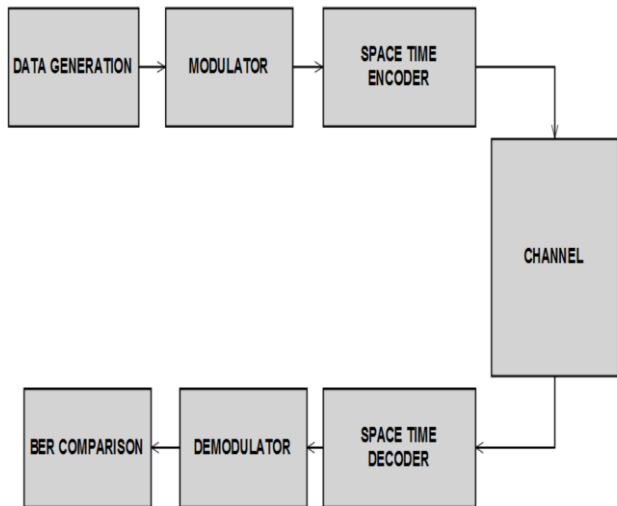 DATA GENERATION
MODULATOR
SPACE TIME
ENCODER
CHANNEL
BER COMPARISON
DEMODULATOR
SPACE TIME
DECODER